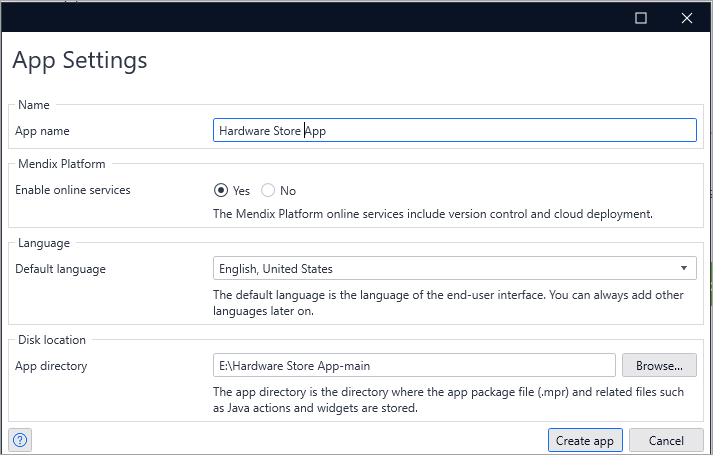 App Settings
Name
App name
Hardware Store App
Mendix Platform
Enable online services
Yes
No
The Mendix Platform online services include version control and cloud deployment.
Language
Default language
English, United States
The default language is the language of the end-user interface. You can always add other
languages later on.
Disk location
App directory
E:\Hardware Store App-main
Browse...
The app directory is the directory where the app package file (.mpr) and related files such
as Java actions and widgets are stored.
?
Create app
Cancel